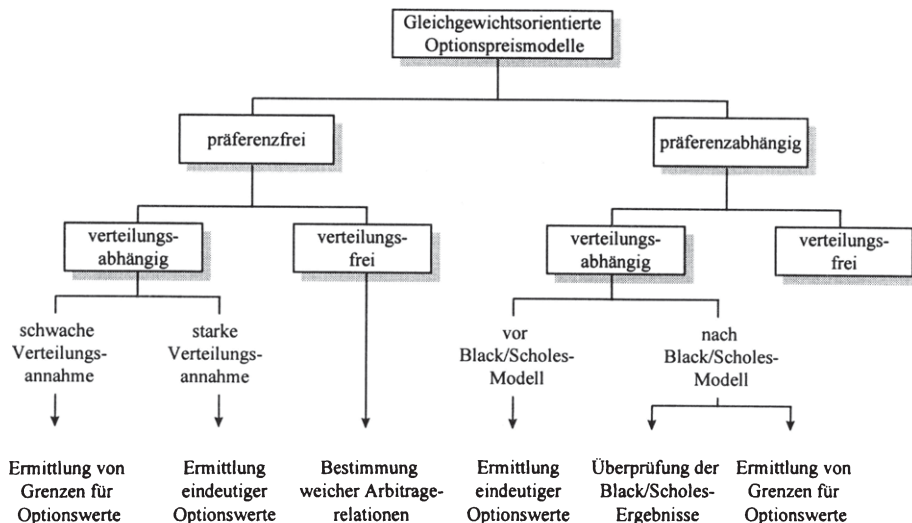 Gleichgewichtsorientierte
Optionspreismodelle
präferenzfrei
präferenzabhängig
verteilungs-
abhängig
verteilungs-
frei
verteilungs-
abhängig
verteilungs-
frei
schwache
Verteilungs-
annahme
starke
Verteilungs-
annahme
vor
Black/Scholes-
Modell
nach
Black/Scholes-
Modell
Ermittlung von
Grenzen für
Optionswerte
Ermittlung
eindeutiger
Optionswerte
Bestimmung
weicher Arbitrage-
relationen
Ermittlung
eindeutiger
Optionswerte
Überprüfung der
Black/Scholes-
Ergebnisse
Ermittlung von
Grenzen für
Optionswerte